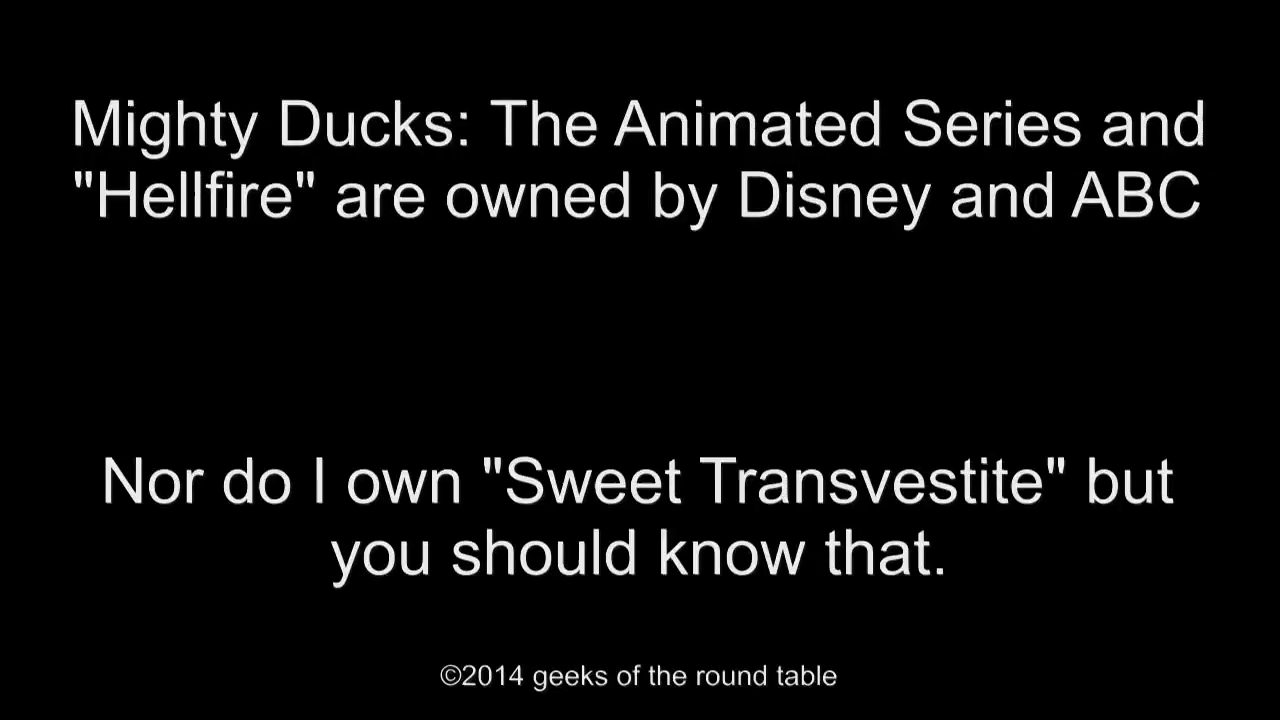 Mighty Ducks: The Animated Series and
"Hellfire" are owned by Disney and ABC
Nor do I own "Sweet Transvestite" but
you should know that.
©2014 geeks of the round table